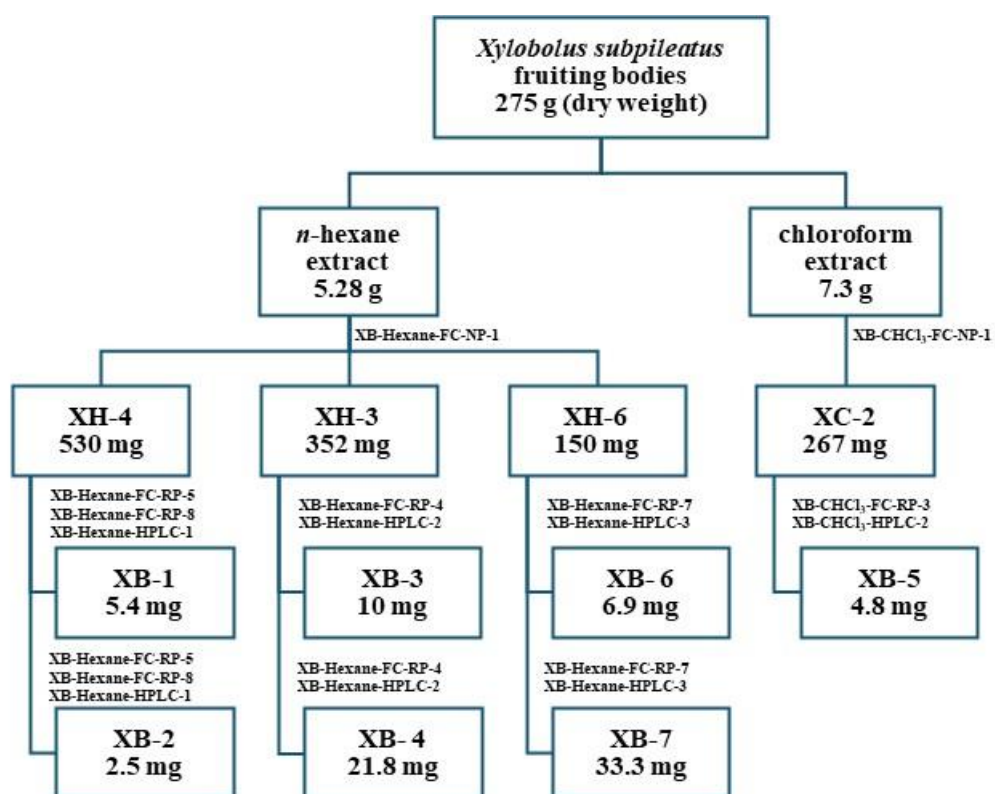 Xylobolus subpileatus
fruiting bodies
275 g (dry weight)
n-hexane
extract
5.28 g
chloroform
extract
7.3 g
XB-Hexane-FC-NP-1
XB-CHCl₃-FC-NP-1
XH-4
530 mg
XH-3
352 mg
XH-6
150 mg
XC-2
267 mg
XB-Hexane-FC-RP-5
XB-Hexane-FC-RP-8
XB-Hexane-HPLC-1
XB-Hexane-FC-RP-4
XB-Hexane-HPLC-2
XB-Hexane-FC-RP-7
XB-Hexane-HPLC-3
XB-CHCl₃-FC-RP-3
XB-CHCl₃-HPLC-2
XB-1
5.4 mg
XB-3
10 mg
XB- 6
6.9 mg
XB-5
4.8 mg
XB-Hexane-FC-RP-5
XB-Hexane-FC-RP-8
XB-Hexane-HPLC-1
XB-Hexane-FC-RP-4
XB-Hexane-HPLC-2
XB-Hexane-FC-RP-7
XB-Hexane-HPLC-3
XB-2
2.5 mg
XB- 4
21.8 mg
XB-7
33.3 mg